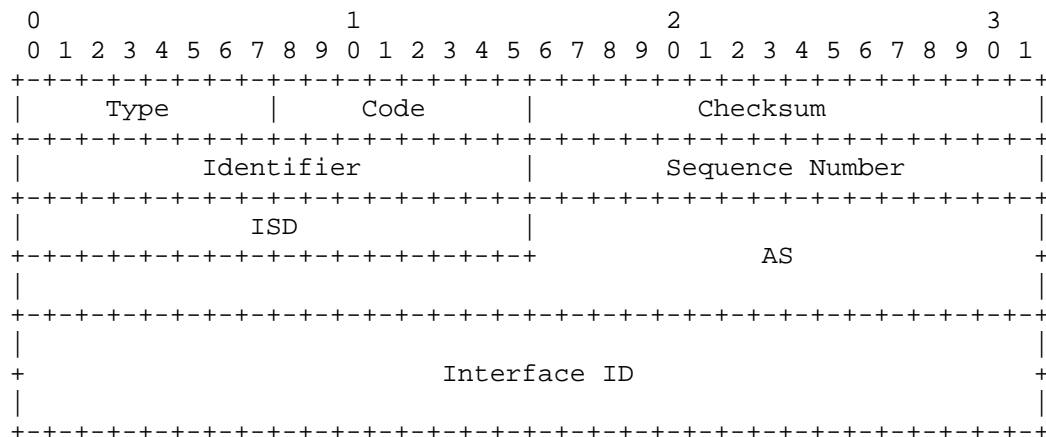 0                   1                   2                   3
 0 1 2 3 4 5 6 7 8 9 0 1 2 3 4 5 6 7 8 9 0 1 2 3 4 5 6 7 8 9 0 1
+-+-+-+-+-+-+-+-+-+-+-+-+-+-+-+-+-+-+-+-+-+-+-+-+-+-+-+-+-+-+-+-+
|     Type      |     Code      |          Checksum             |
+-+-+-+-+-+-+-+-+-+-+-+-+-+-+-+-+-+-+-+-+-+-+-+-+-+-+-+-+-+-+-+-+
|           Identifier          |        Sequence Number        |
+-+-+-+-+-+-+-+-+-+-+-+-+-+-+-+-+-+-+-+-+-+-+-+-+-+-+-+-+-+-+-+-+
|              ISD              |                               |
+-+-+-+-+-+-+-+-+-+-+-+-+-+-+-+-+              AS               +
|                                                               |
+-+-+-+-+-+-+-+-+-+-+-+-+-+-+-+-+-+-+-+-+-+-+-+-+-+-+-+-+-+-+-+-+
|                                                               |
+                          Interface ID                         +
|                                                               |
+-+-+-+-+-+-+-+-+-+-+-+-+-+-+-+-+-+-+-+-+-+-+-+-+-+-+-+-+-+-+-+-+